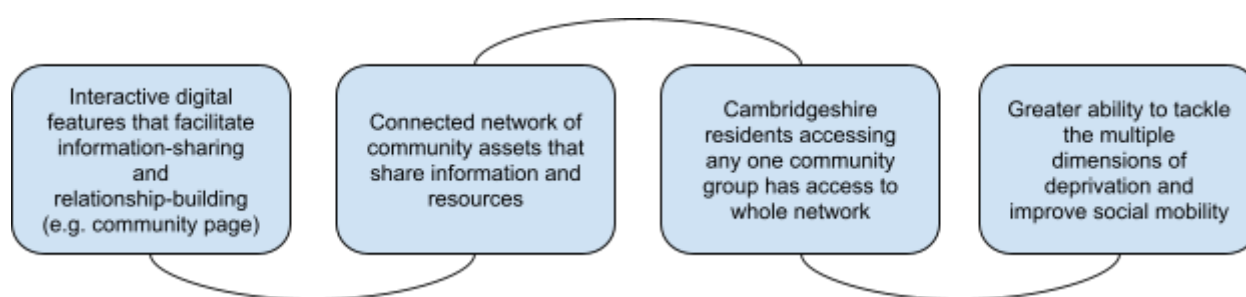 Interactive digital
features that facilitate
information-sharing
and
relationship-building
(e.g. community page)
Connected network of
community assets that
share information and
resources
Cambridgeshire
residents accessing
any one community
group has access to
whole network
Greater ability to tackle
the multiple
dimensions of
deprivation and
improve social mobility